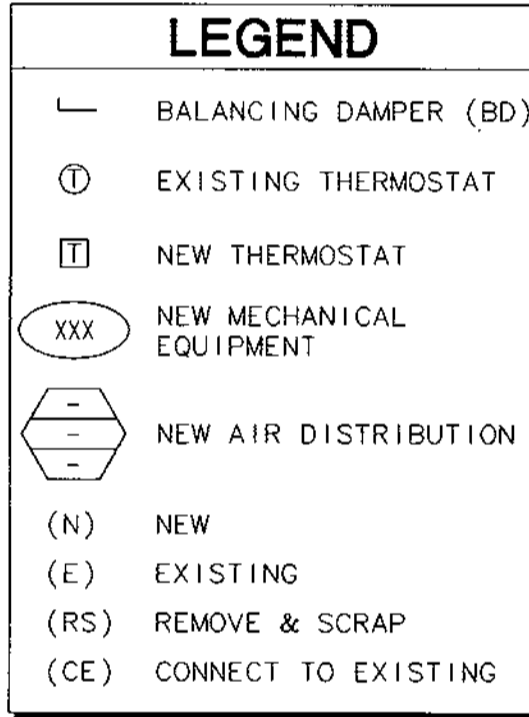 LEGEND
BALANCING DAMPER (BD)
T EXISTING THERMOSTAT
T NEW THERMOSTAT
XXX NEW MECHANICAL
EQUIPMENT
-
- NEW AIR DISTRIBUTION
-
(N) NEW
(E) EXISTING
(RS) REMOVE & SCRAP
(CE) CONNECT TO EXISTING